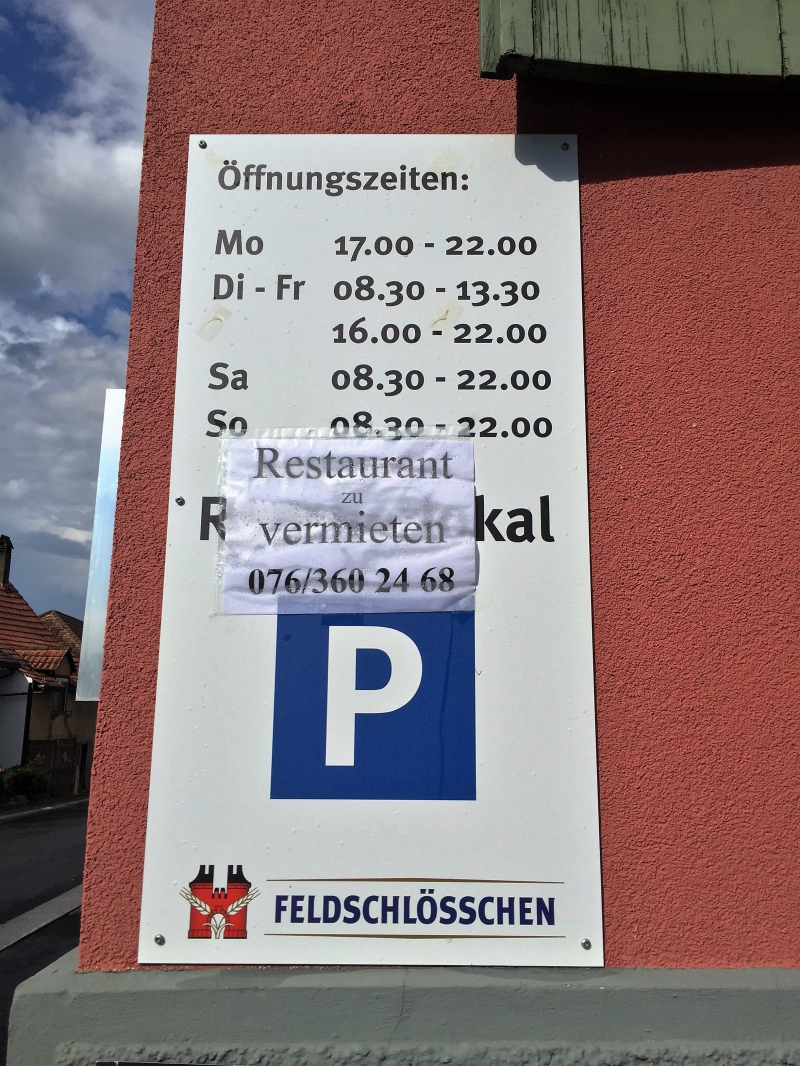 Öffnungszeiten:
Mo 17.00 - 22.00
Di - Fr 08.30 - 13.30
16.00 - 22.00
Sa 08.30 - 22.00
So 08.30 - 22.00
Restaurant
zu
vermieten
076/360 24 68
P
FELDSCHLÖSSCHEN